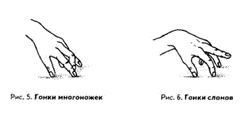 Рис. 5. Гонки многоножек
Рис. 6. Гонки слонов